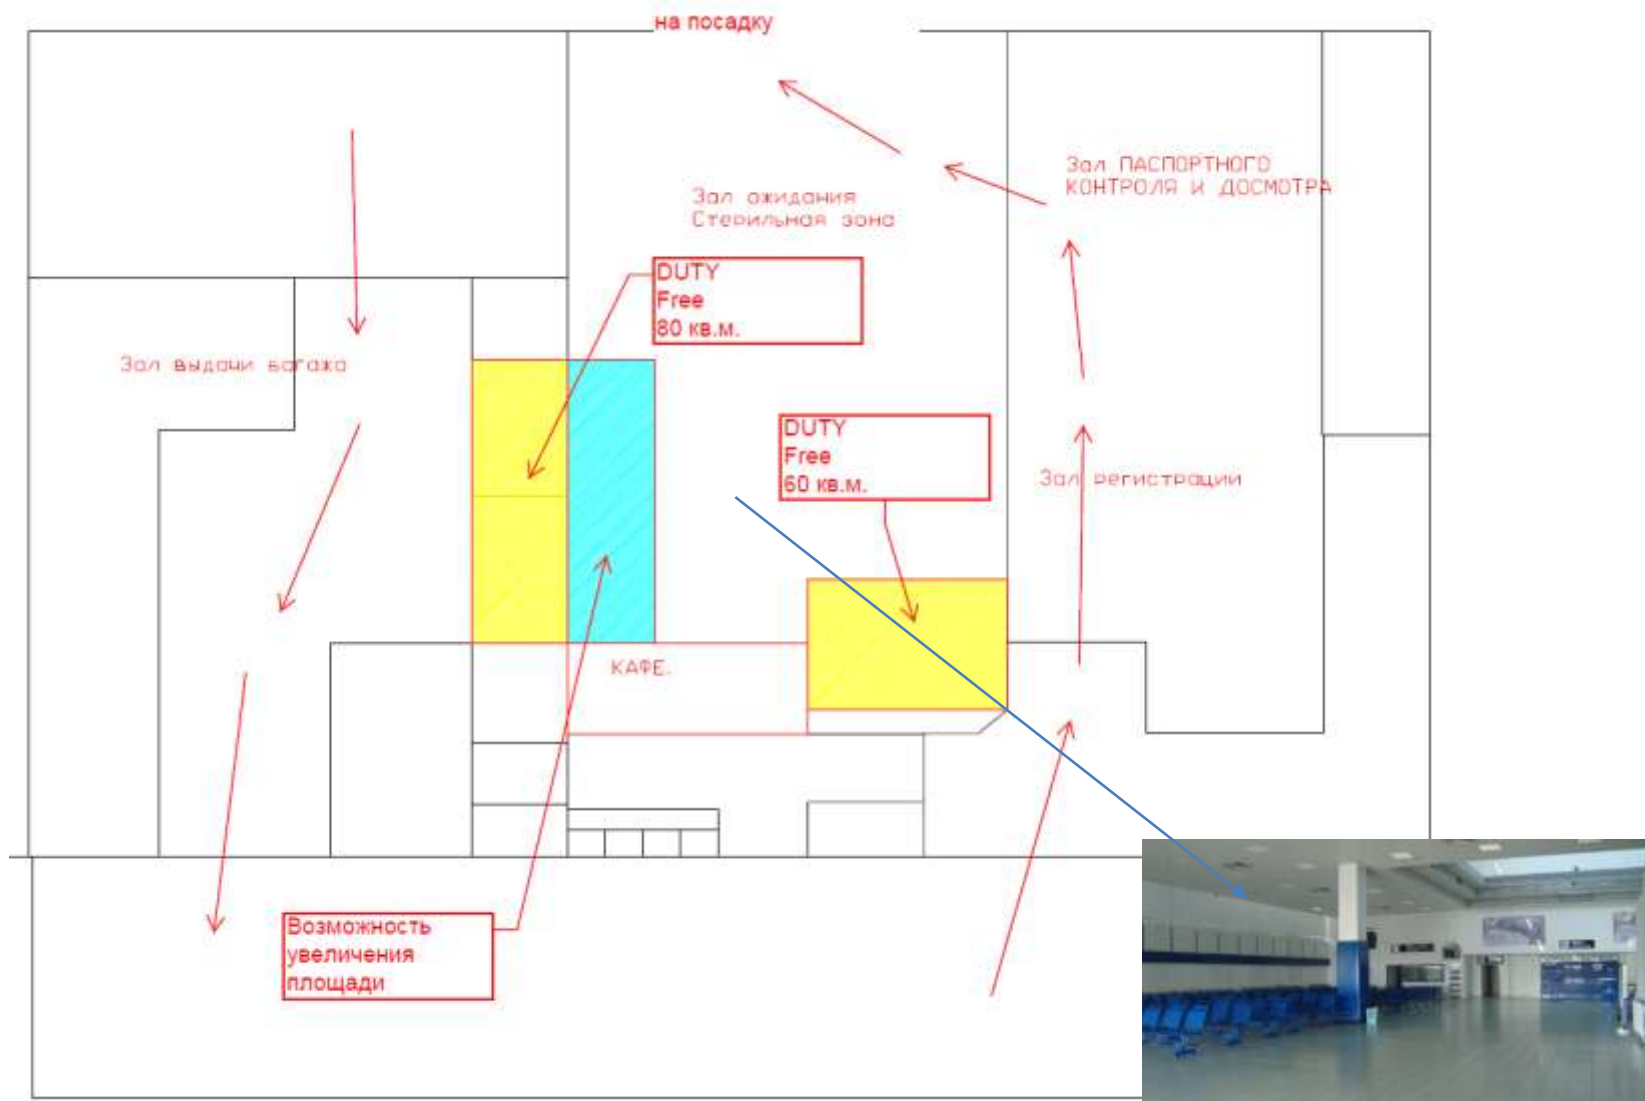 на посадку
Зал ПАСПОРТНОГО
КОНТРОЛЯ И ДОСМОТРА
Зал ожидания
Стерильная зона
DUTY
Free
80 кв.м.
Зал выдачи багажа
DUTY
Free
60 кв.м.
Зал регистрации
КАФЕ.
Возможность
увеличения
площади